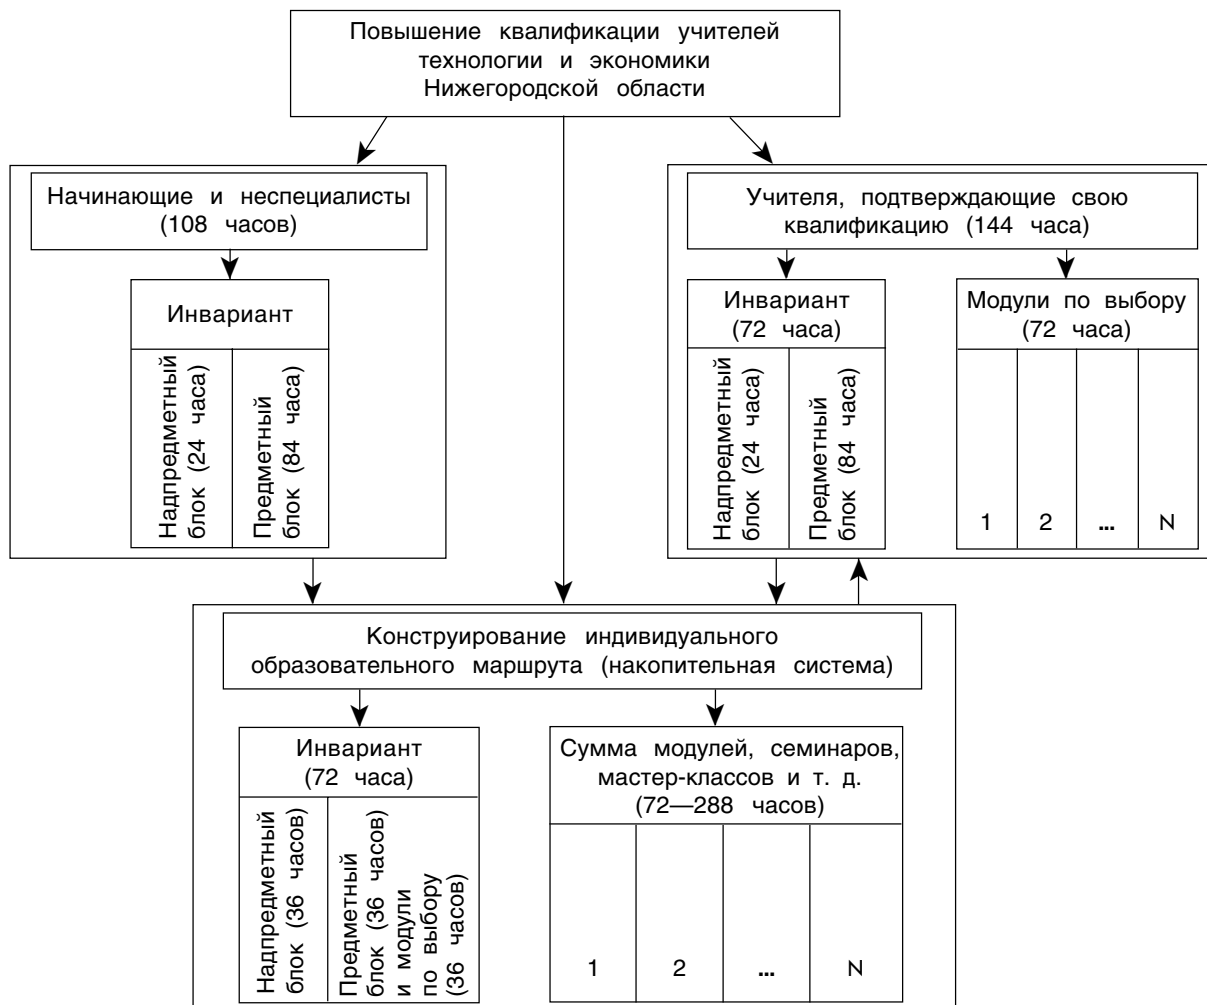 Повышение квалификации учителей
технологии и экономики
Нижегородской области
Начинающие и неспециалисты
(108 часов)
Инвариант
Надпредметный
блок (24 часа)
Предметный
блок (84 часа)
Учителя, подтверждающие свою
квалификацию (144 часа)
Инвариант
(72 часа)
Надпредметный
блок (24 часа)
Предметный
блок (84 часа)
Модули по выбору
(72 часа)
1 2 ... N
Конструирование индивидуального
образовательного маршрута (накопительная система)
Инвариант
(72 часа)
Надпредметный
блок (36 часов)
Предметный
блок (36 часов)
и модули
по выбору
(36 часов)
Сумма модулей, семинаров,
мастер-классов и т. д.
(72—288 часов)
1 2 ... N